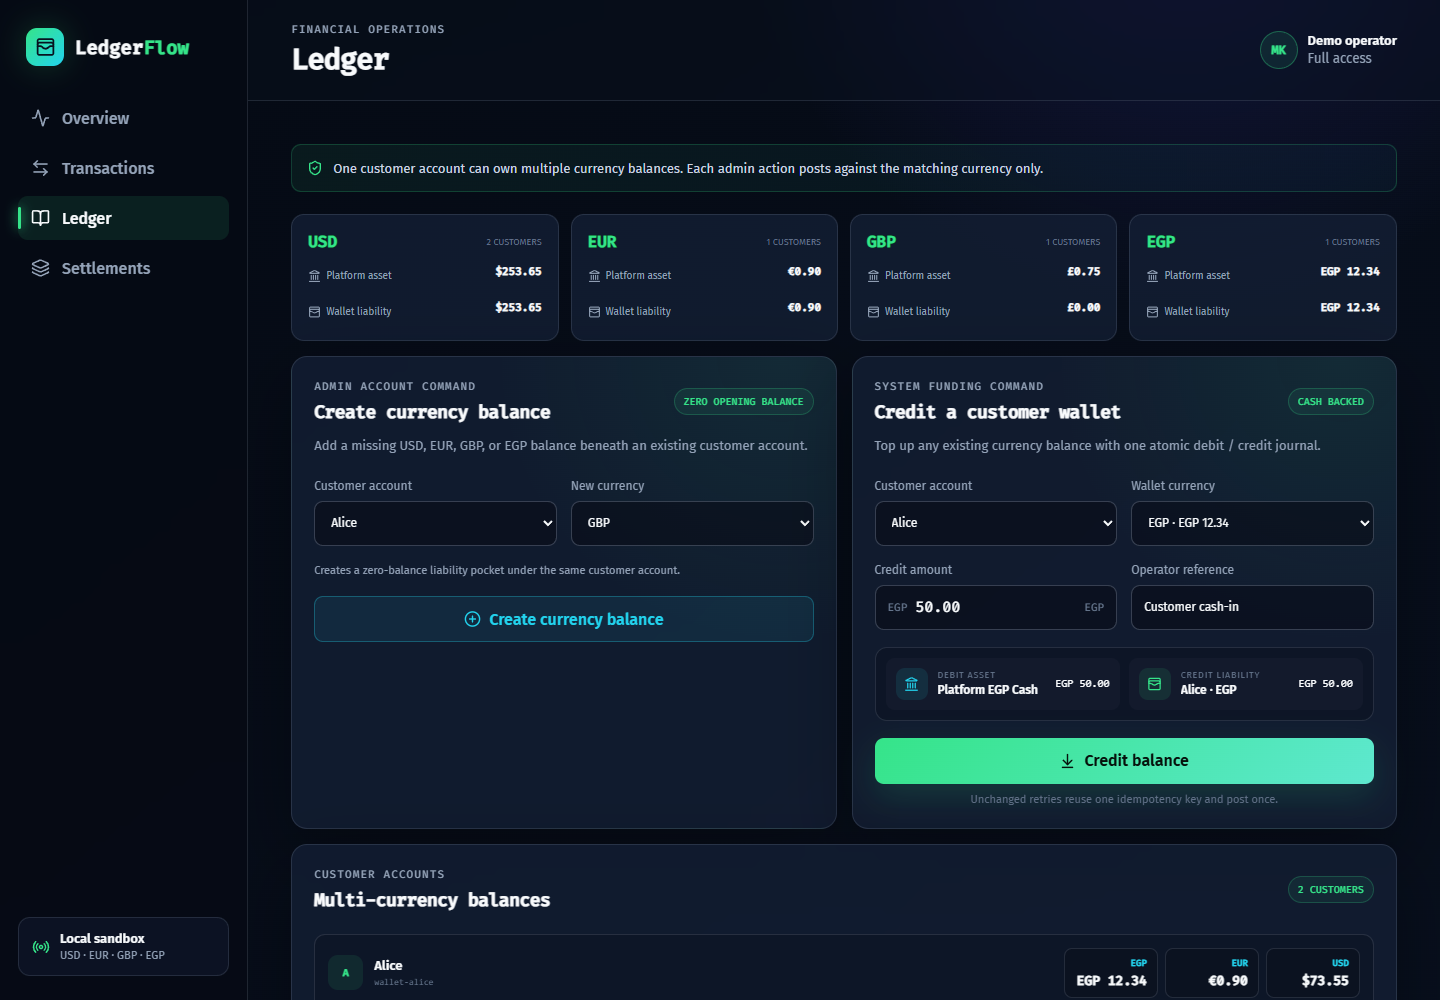 LedgerFlow
Overview
Transactions
Ledger
Settlements
Local sandbox
USD · EUR · GBP · EGP
FINANCIAL OPERATIONS
Ledger
MK
Demo operator
Full access
One customer account can own multiple currency balances. Each admin action posts against the matching currency only.
USD
2 CUSTOMERS
Platform asset
$253.65
Wallet liability
$253.65
EUR
1 CUSTOMERS
Platform asset
€0.90
Wallet liability
€0.90
GBP
1 CUSTOMERS
Platform asset
£0.75
Wallet liability
£0.00
EGP
1 CUSTOMERS
Platform asset
EGP 12.34
Wallet liability
EGP 12.34
ADMIN ACCOUNT COMMAND
Create currency balance
ZERO OPENING BALANCE
Add a missing USD, EUR, GBP, or EGP balance beneath an existing customer account.
Customer account
New currency
Alice
GBP
Creates a zero-balance liability pocket under the same customer account.
Create currency balance
SYSTEM FUNDING COMMAND
Credit a customer wallet
CASH BACKED
Top up any existing currency balance with one atomic debit / credit journal.
Customer account
Wallet currency
Alice
EGP · EGP 12.34
Credit amount
Operator reference
EGP 50.00 EGP
Customer cash-in
DEBIT ASSET
Platform EGP Cash
EGP 50.00
CREDIT LIABILITY
Alice · EGP
EGP 50.00
Credit balance
Unchanged retries reuse one idempotency key and post once.
CUSTOMER ACCOUNTS
Multi-currency balances
2 CUSTOMERS
A
Alice
wallet-alice
EGP
EGP 12.34
EUR
€0.90
USD
$73.55